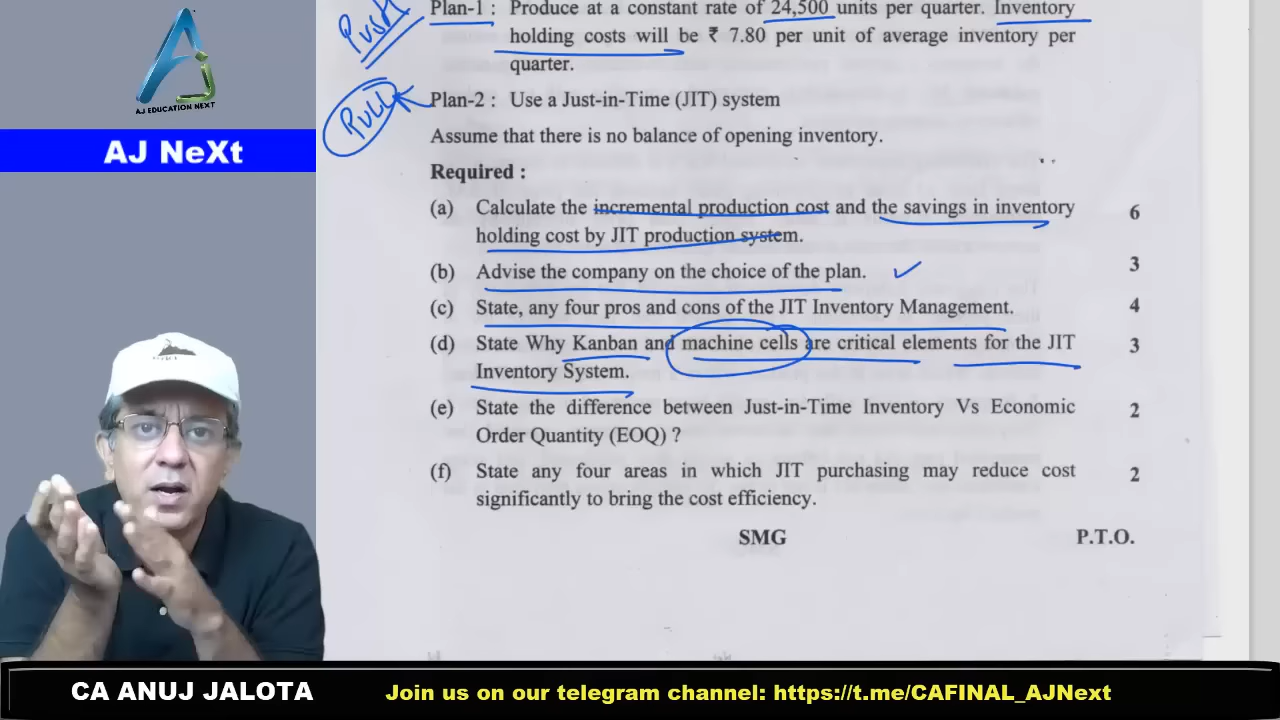 Plan-1 : Produce at a constant rate of 24,500 units per quarter. Inventory
holding costs will be ₹ 7.80 per unit of average inventory per
quarter.
Push
Plan-2 : Use a Just-in-Time (JIT) system
PULL
Assume that there is no balance of opening inventory.
Required :
(a) Calculate the incremental production cost and the savings in inventory 6
holding cost by JIT production system.
(b) Advise the company on the choice of the plan. 3
(c) State, any four pros and cons of the JIT Inventory Management. 4
(d) State Why Kanban and machine cells are critical elements for the JIT 3
Inventory System.
(e) State the difference between Just-in-Time Inventory Vs Economic 2
Order Quantity (EOQ) ?
(f) State any four areas in which JIT purchasing may reduce cost 2
significantly to bring the cost efficiency.
SMG P.T.O.
AJ EDUCATION NEXT
AJ NeXt
CA ANUJ JALOTA Join us on our telegram channel: https://t.me/CAFINAL_AJNext